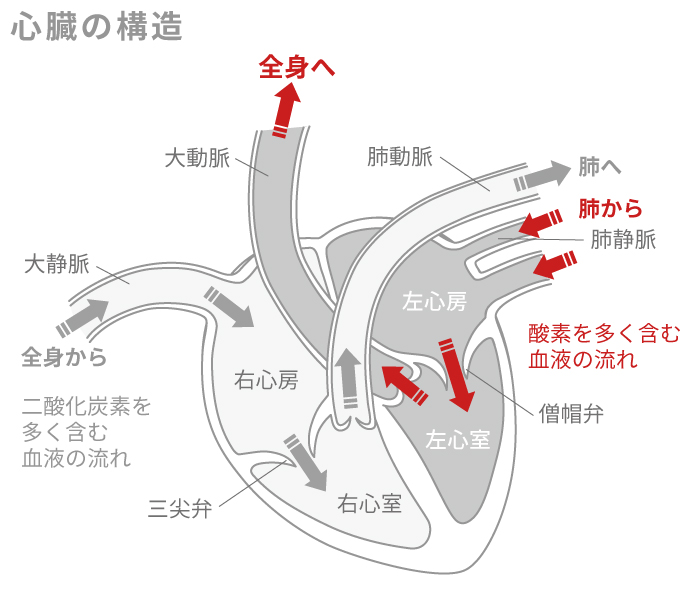 心臓の構造
全身へ
大動脈
肺動脈
肺へ
肺から
肺静脈
大静脈
全身から
二酸化炭素を
多く含む
血液の流れ
左心房
酸素を多く含む
血液の流れ
右心房
僧帽弁
左心室
三尖弁
右心室